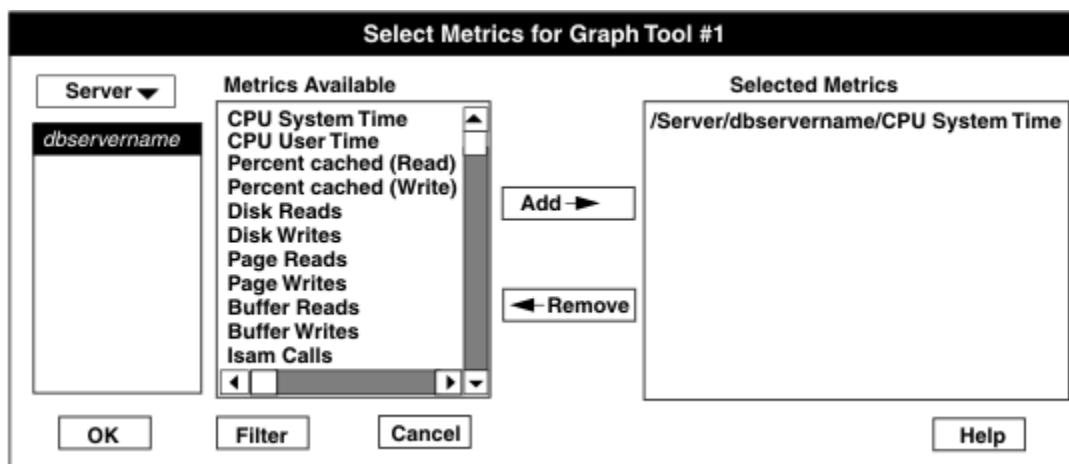 Select Metrics for Graph Tool #1
Server
Metrics Available
Selected Metrics
dbservername
CPU System Time
CPU User Time
Percent cached (Read)
Percent cached (Write)
Disk Reads
Disk Writes
Page Reads
Page Writes
Buffer Reads
Buffer Writes
Isam Calls
Add
Remove
/Server/dbservername/CPU System Time
OK
Filter
Cancel
Help